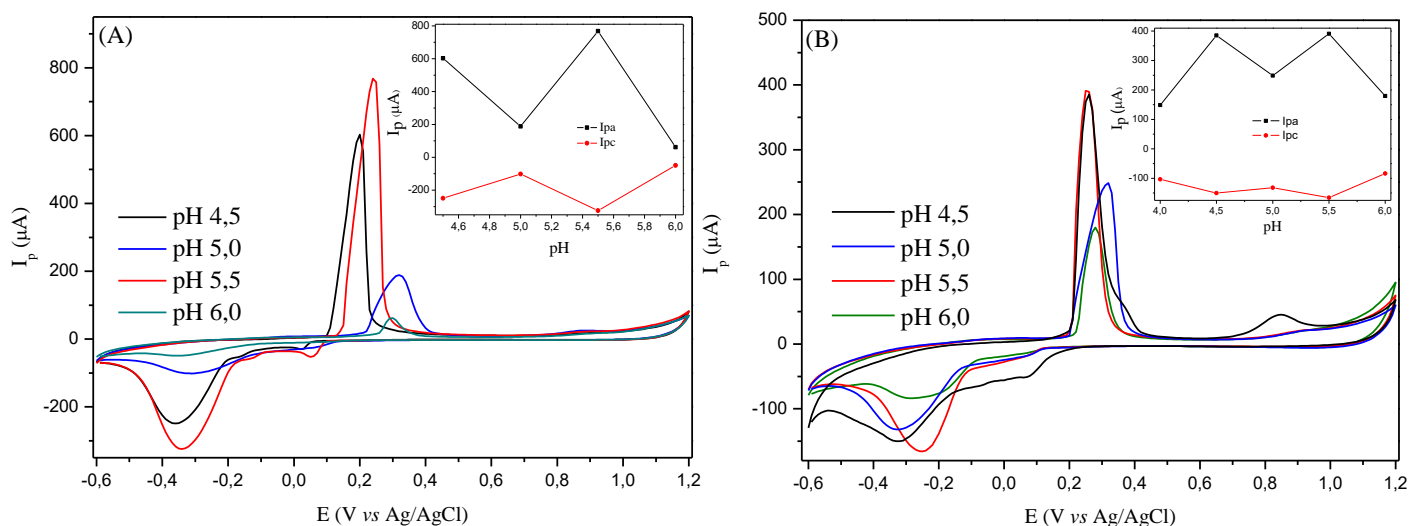 (A)
I_p (μA)
800
600
400
200
0
-200
-0,6
-0,4
-0,2
0,0
0,2
0,4
0,6
0,8
1,0
1,2
E (V vs Ag/AgCl)
pH 4,5
pH 5,0
pH 5,5
pH 6,0
I_p (μA)
800
600
400
200
0
-200
4,6
4,8
5,0
5,2
5,4
5,6
5,8
6,0
pH
Ipa
Ipc
(B)
I_p (μA)
500
400
300
200
100
0
-100
-0,6
-0,4
-0,2
0,0
0,2
0,4
0,6
0,8
1,0
1,2
E (V vs Ag/AgCl)
pH 4,5
pH 5,0
pH 5,5
pH 6,0
I_p (μA)
400
300
200
100
0
-100
4,0
4,5
5,0
5,5
6,0
pH
Ipa
Ipc